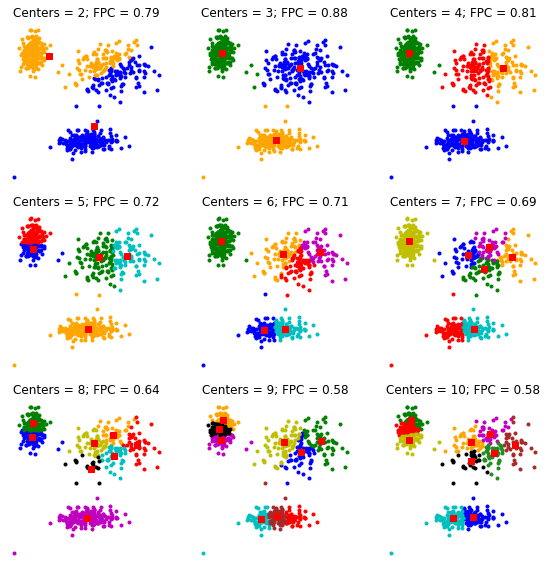 Centers = 2; FPC = 0.79
Centers = 3; FPC = 0.88
Centers = 4; FPC = 0.81
Centers = 5; FPC = 0.72
Centers = 6; FPC = 0.71
Centers = 7; FPC = 0.69
Centers = 8; FPC = 0.64
Centers = 9; FPC = 0.58
Centers = 10; FPC = 0.58